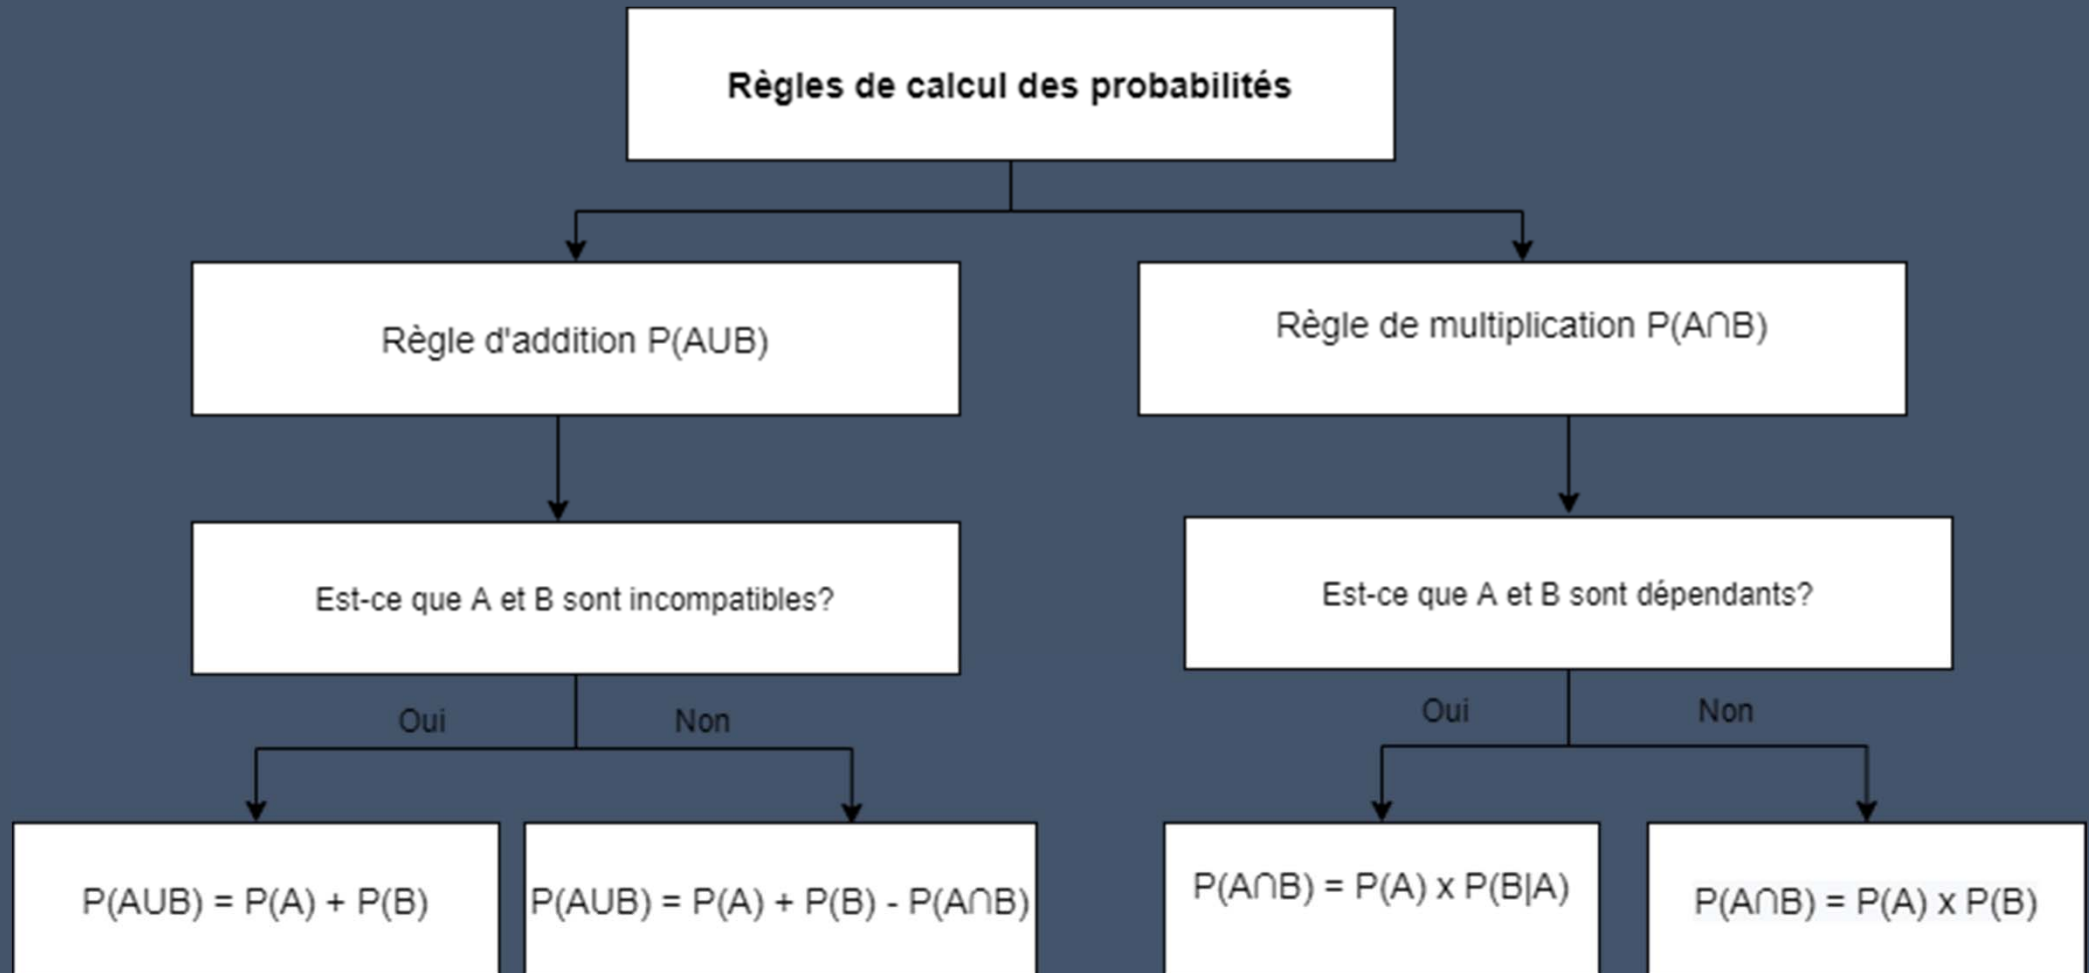 Règles de calcul des probabilités
Règle d'addition P(AUB)
Règle de multiplication P(A∩B)
Est-ce que A et B sont incompatibles?
Est-ce que A et B sont dépendants?
Oui
Non
Oui
Non
P(AUB) = P(A) + P(B)
P(AUB) = P(A) + P(B) - P(A∩B)
P(A∩B) = P(A) x P(B|A)
P(A∩B) = P(A) x P(B)